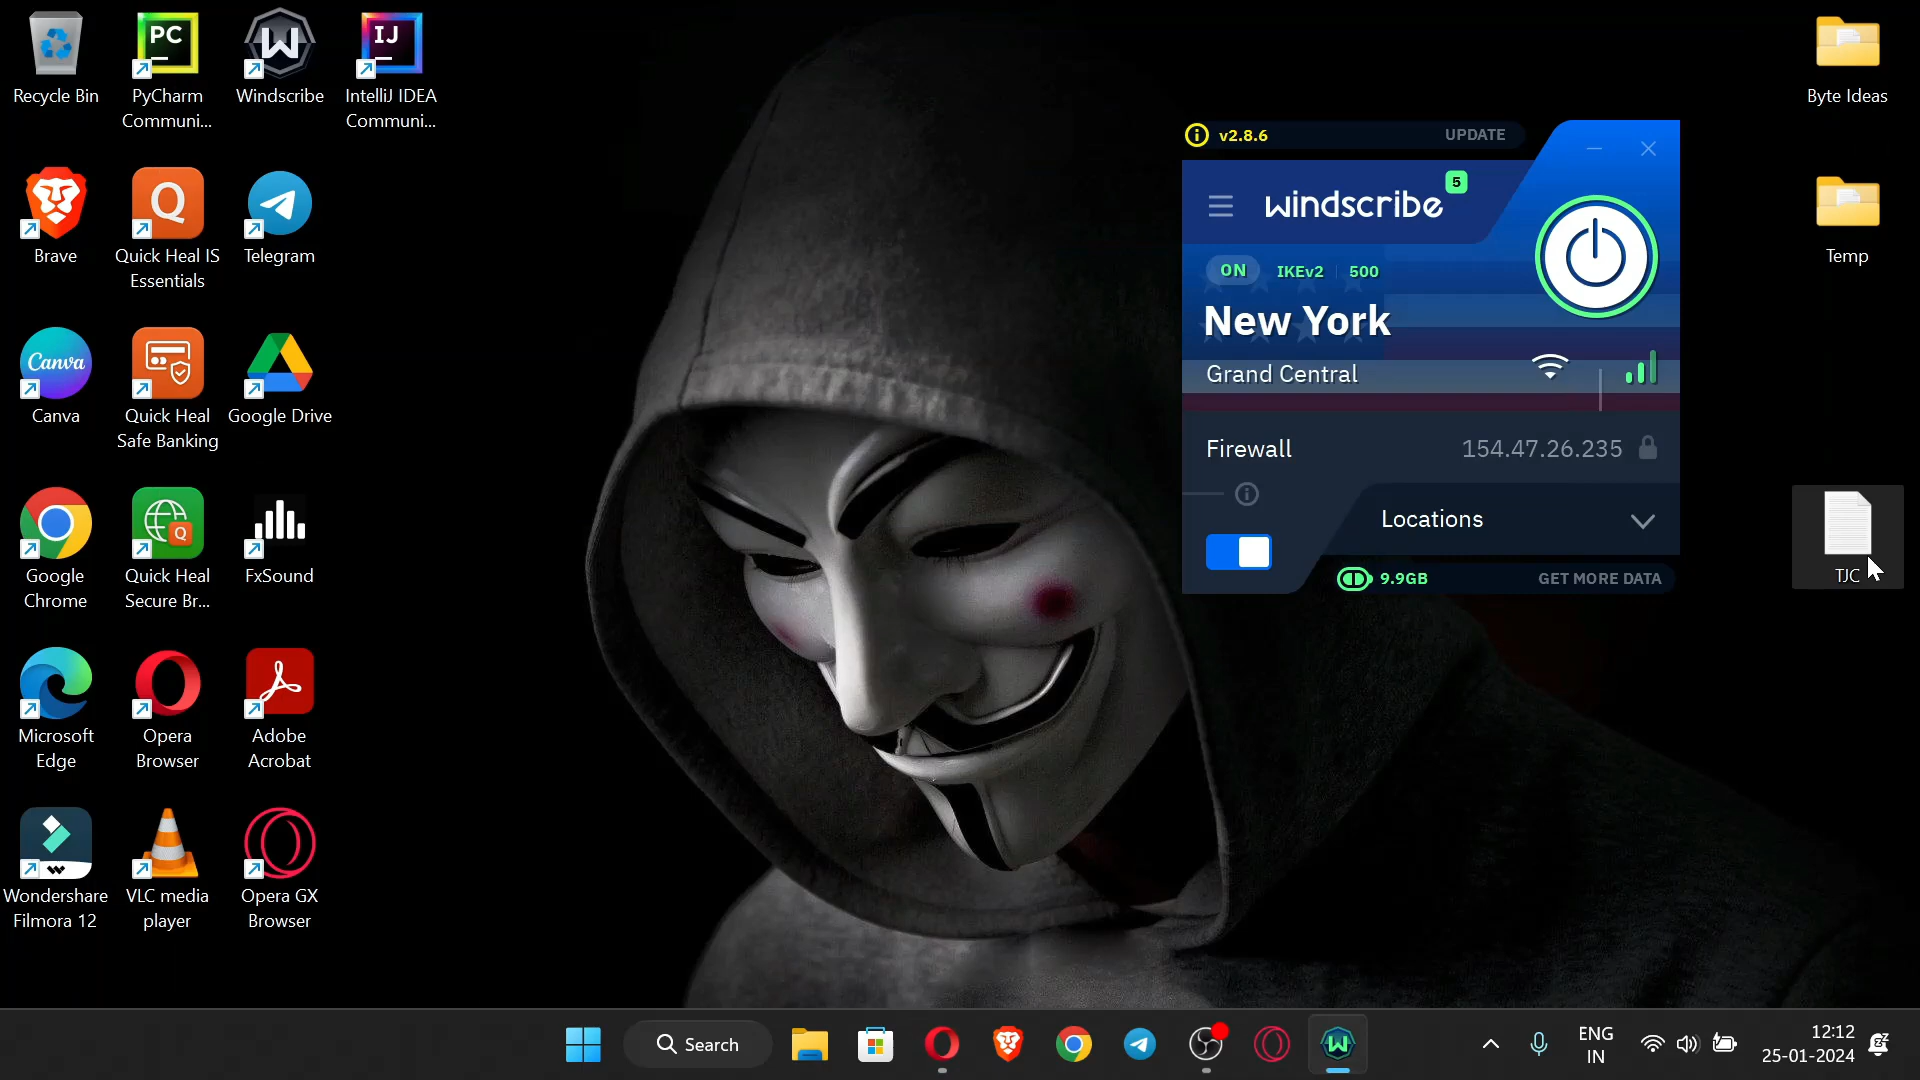 Recycle Bin
PC
PyCharm
Communi...
Windscribe
IJ
IntelliJ IDEA
Communi...
Brave
Quick Heal IS
Essentials
Telegram
Canva
Canva
Quick Heal
Safe Banking
Google Drive
Google
Chrome
Quick Heal
Secure Br...
FxSound
Microsoft
Edge
Opera
Browser
Adobe
Acrobat
Wondershare
Filmora 12
VLC media
player
Opera GX
Browser
v2.8.6
UPDATE
windscribe
5
ON
IKEv2
500
New York
Grand Central
Firewall
154.47.26.235
Locations
9.9GB
GET MORE DATA
Byte Ideas
Temp
TJC
Search
ENG
IN
12:12
25-01-2024